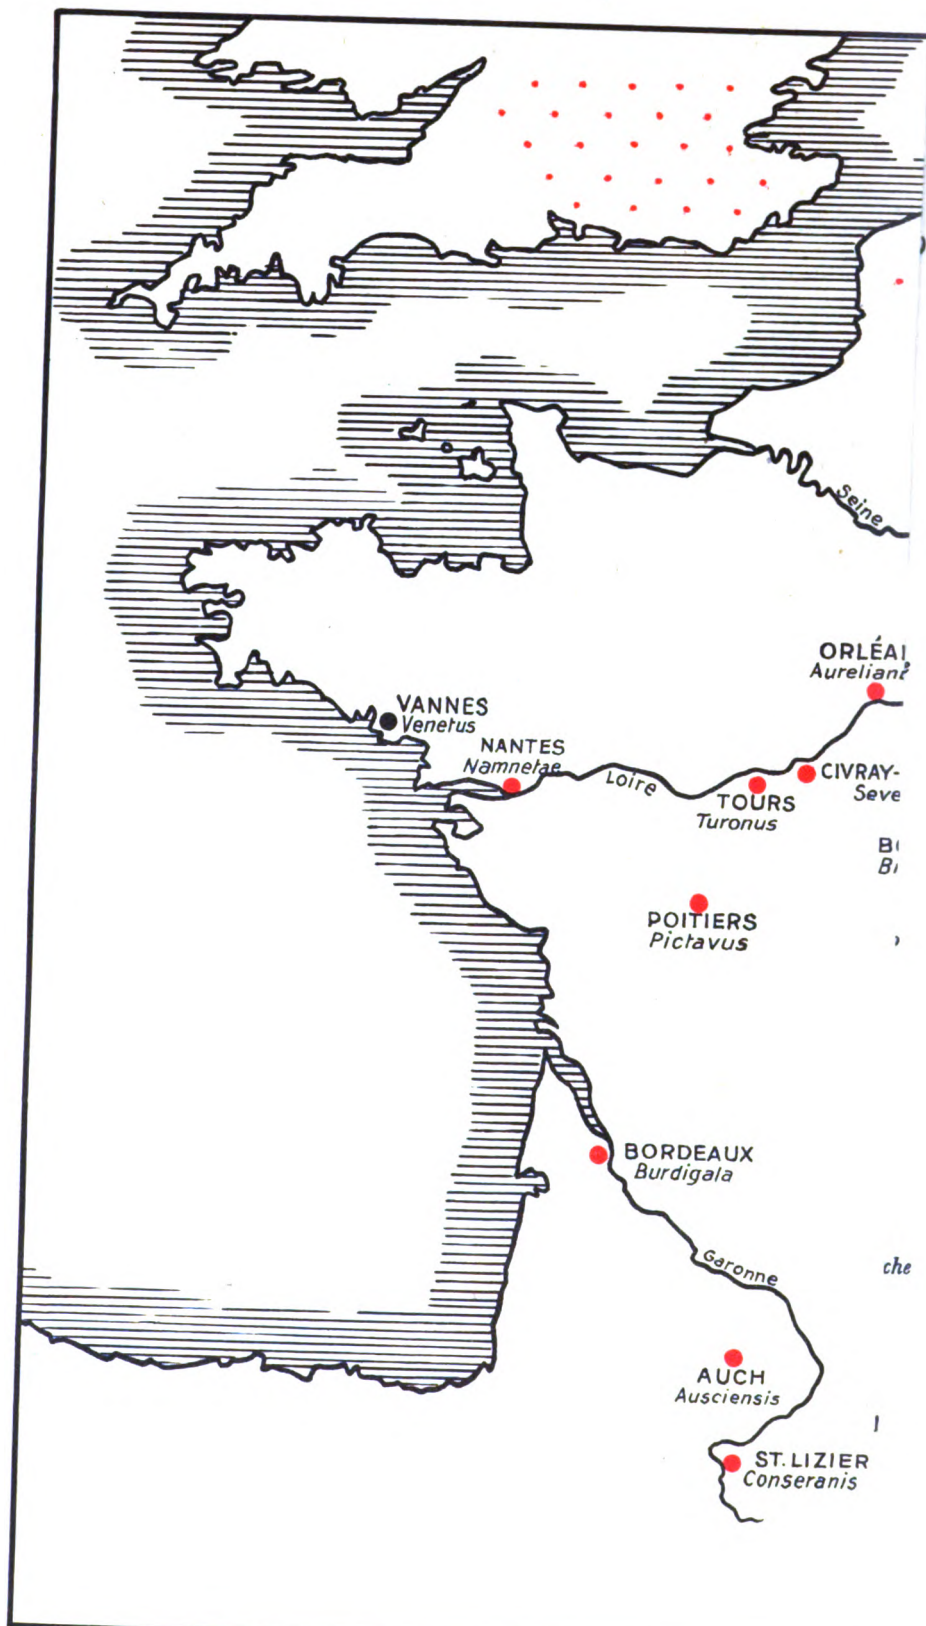 Seine
ORLÉA
Aureliane
VANNES
Venetus
NANTES
Namnetae
Loire
TOURS
Turonus
CIVRAY-
Seve
B
B
POITIERS
Pictavus
BORDEAUX
Burdigala
Garonne
che
AUCH
Ausciensis
ST. LIZIER
Conseranis